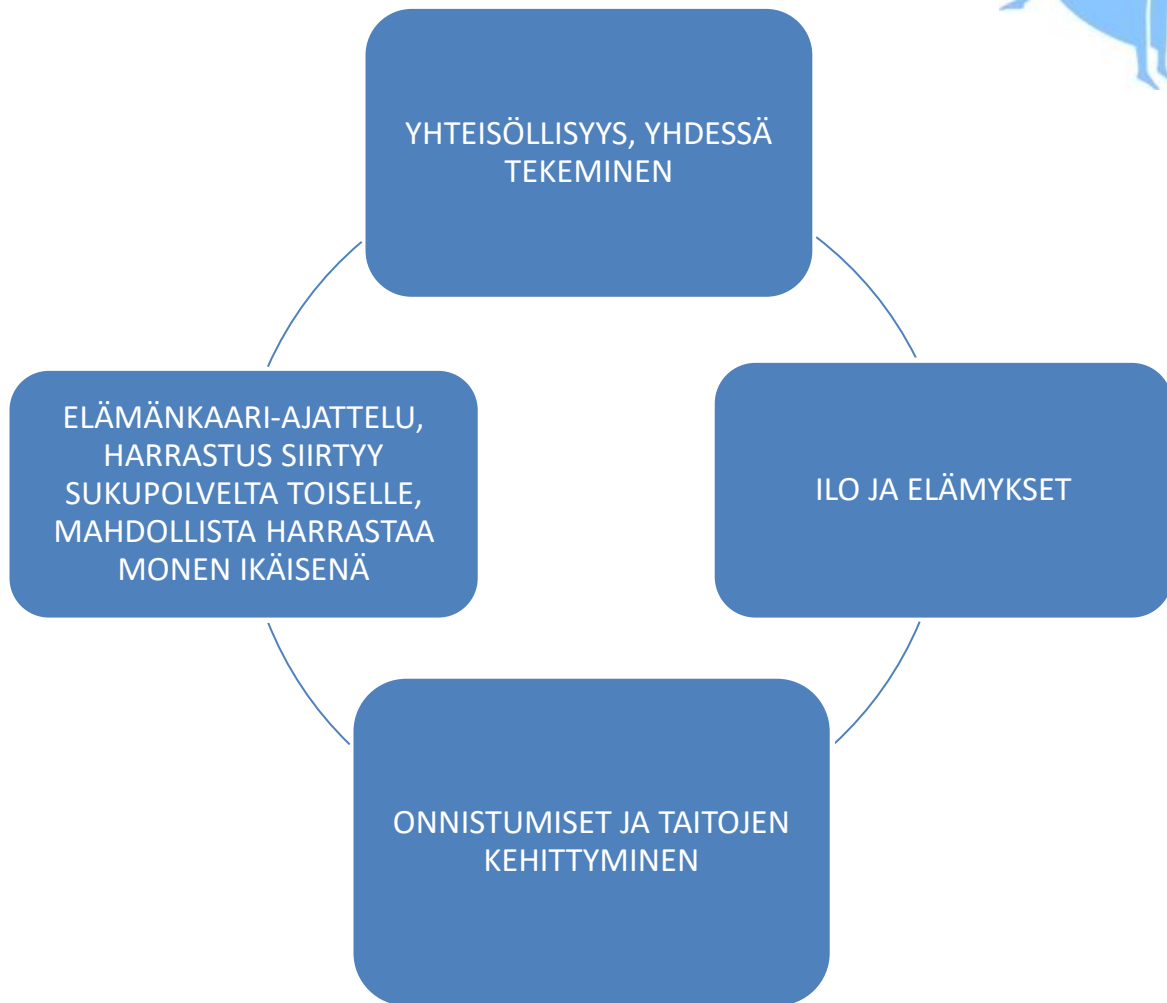 YHTEISÖLLISYYS, YHDESSÄ
TEKEMINEN
ELÄMÄNKAARI-AJATTELU,
HARRASTUS SIIRTYY
SUKUPOLVELTA TOISELLE,
MAHDOLLISTA HARRASTAA
MONEN IKÄISENÄ
ILO JA ELÄMYKSET
ONNISTUMISET JA TAITOJEN
KEHITTYMINEN